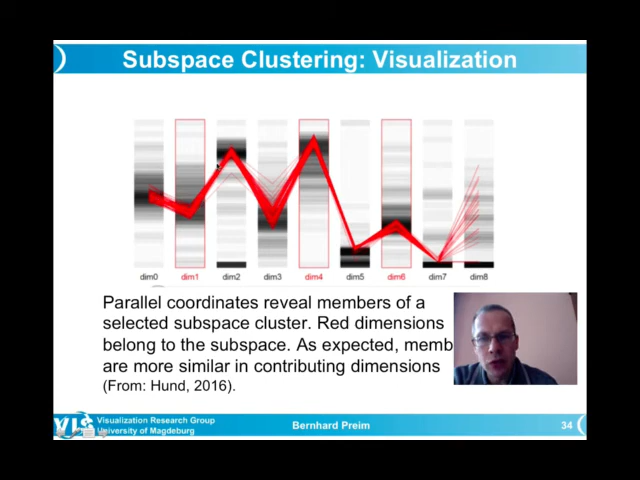 Subspace Clustering: Visualization
dim0 dim1 dim2 dim3 dim4 dim5 dim6 dim7 dim8
Parallel coordinates reveal members of a
selected subspace cluster. Red dimensions
belong to the subspace. As expected, memb
are more similar in contributing dimensions
(From: Hund, 2016).
VIS
Visualization Research Group
University of Magdeburg
Bernhard Preim
34